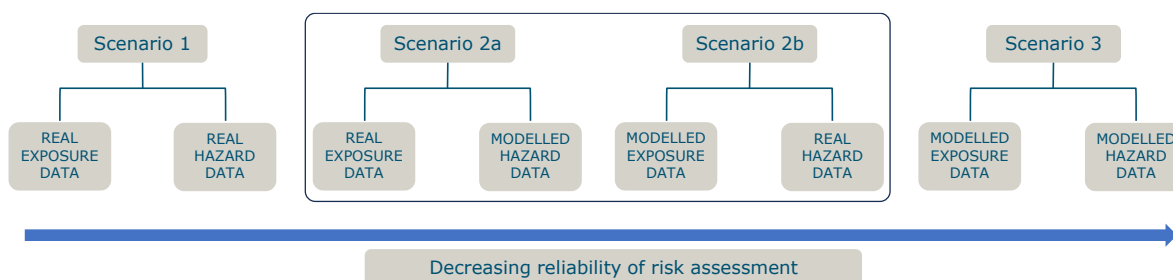 Scenario 1
Scenario 2a
Scenario 2b
Scenario 3
REAL
EXPOSURE
DATA
REAL
HAZARD
DATA
REAL
EXPOSURE
DATA
MODELLED
HAZARD
DATA
MODELLED
EXPOSURE
DATA
REAL
HAZARD
DATA
MODELLED
EXPOSURE
DATA
MODELLED
HAZARD
DATA
Decreasing reliability of risk assessment